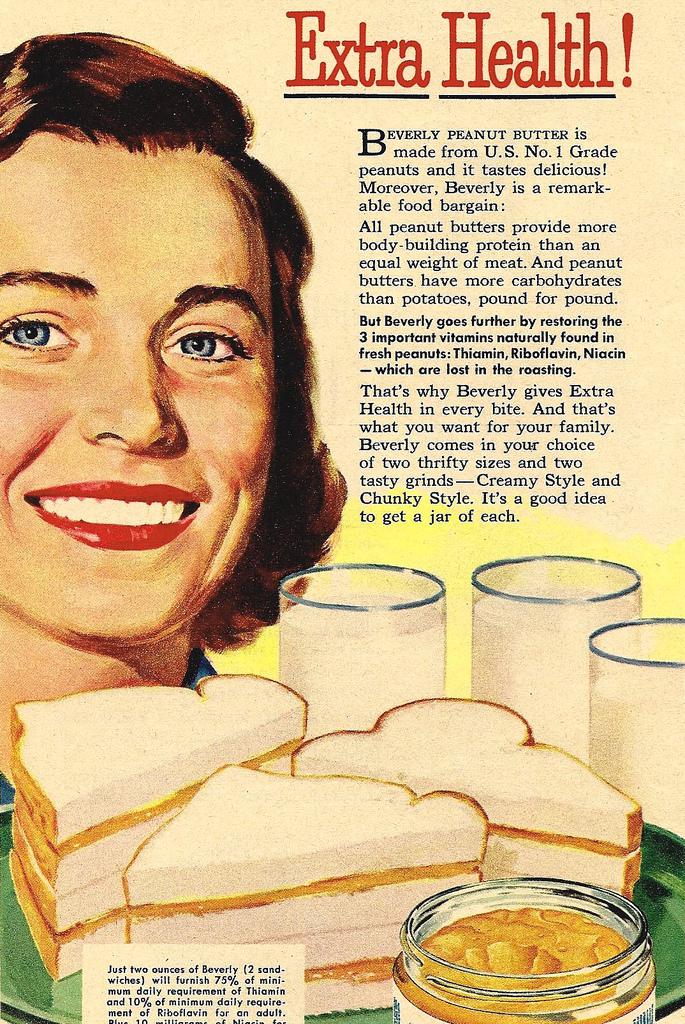 Extra Health!
BEVERLY PEANUT BUTTER is
made from U.S. No. 1 Grade
peanuts and it tastes delicious!
Moreover, Beverly is a remark-
able food bargain:
All peanut butters provide more
body-building protein than an
equal weight of meat. And peanut
butters have more carbohydrates
than potatoes, pound for pound.
But Beverly goes further by restoring the
3 important vitamins naturally found in
fresh peanuts: Thiamin, Riboflavin, Niacin
— which are lost in the roasting.
That's why Beverly gives Extra
Health in every bite. And that's
what you want for your family.
Beverly comes in your choice
of two thrifty sizes and two
tasty grinds—Creamy Style and
Chunky Style. It's a good idea
to get a jar of each.
Just two ounces of Beverly (2 sand-
wiches) will furnish 75% of mini-
mum daily requirement of Thiamin
and 10% of minimum daily require-
ment of Riboflavin for an adult.
Plus 10 milligrams of Niacin for